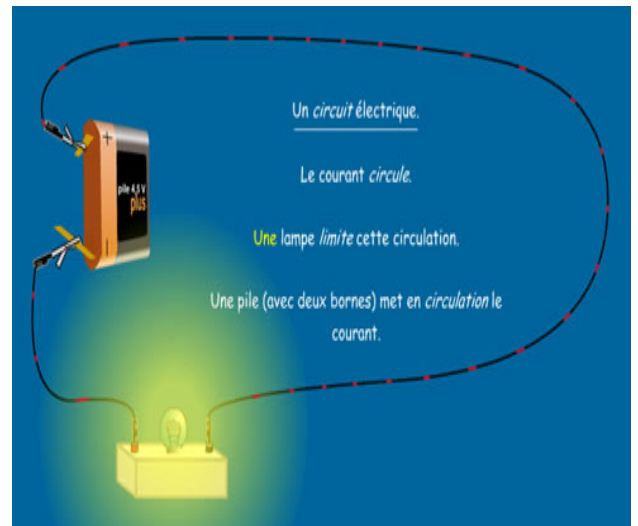 Un circuit électrique.
+
Le courant circule.
pile 4,5 V
plus
Une lampe limite cette circulation.
Une pile (avec deux bornes) met en circulation le
courant.